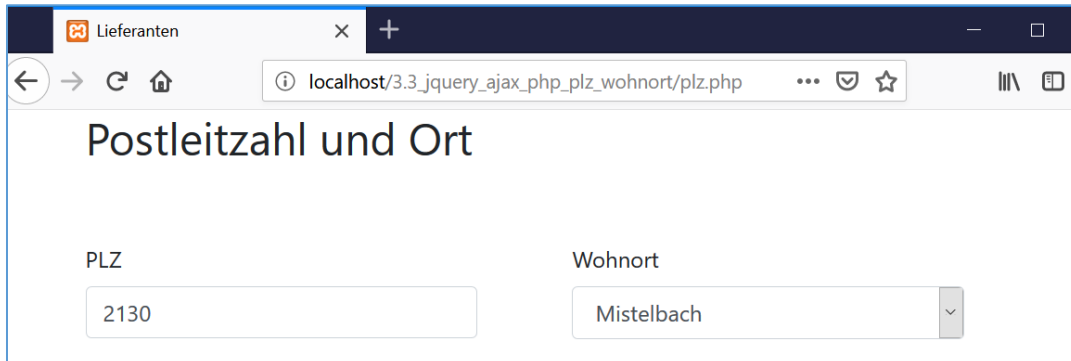 Lieferanten
localhost/3.3_jquery_ajax_php_plz_wohnort/plz.php
Postleitzahl und Ort
PLZ Wohnort
2130 Mistelbach